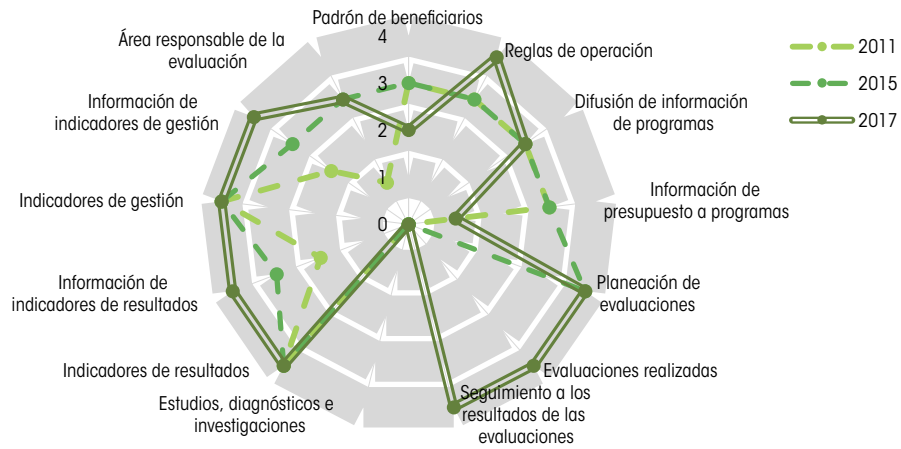 Padrón de beneficiarios
Reglas de operación
Difusión de información
de programas
Información de
presupuesto a programas
Planeación de
evaluaciones
Evaluaciones realizadas
Seguimiento a los
resultados de las
evaluaciones
Estudios, diagnósticos e
investigaciones
Indicadores de resultados
Información de
indicadores de resultados
Indicadores de gestión
Información de
indicadores de gestión
Área responsable de la
evaluación
4
3
2
1
0
2011
2015
2017